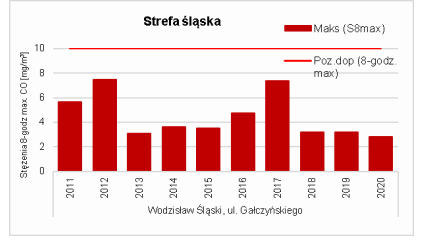 Strefa śląska
Maks (S8max)
Poz.dop (8-godz.
max)
Stężenia 8-godz max. CO [mg/m³]
10
8
6
4
2
0
2011
2012
2013
2014
2015
2016
2017
2018
2019
2020
Wodzisław Śląski, ul. Gałczyńskiego